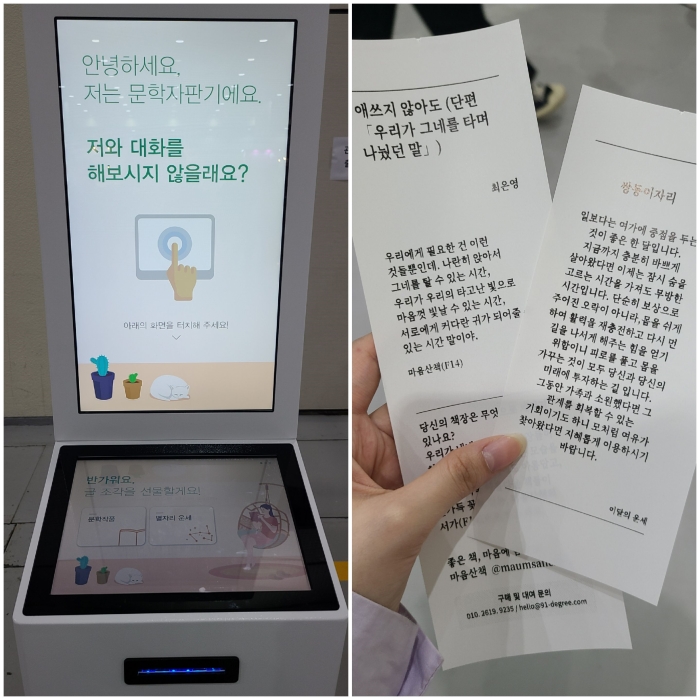 안녕하세요,
저는 문학자판기에요.
저와 대화를
해보시지 않을래요?
아래의 화면을 터치해 주세요!
반가워요,
글 조각을 선물할게요!
문학작품
별자리 운세
애쓰지 않아도 (단편
「우리가 그네를 타며
나눴던 말」)
최은영
우리에게 필요한 건 이런
것들뿐인데. 나란히 앉아서
그네를 탈 수 있는 시간,
우리가 우리의 타고난 빛으로
마음껏 빛날 수 있는 시간,
서로에게 커다란 귀가 되어줄
있는 시간 말이야.
마음산책(F14)
당신의 책장은 무엇
있나요?
우리가
꽃
서가(F1
좋은 책, 마음에
마음산책 @maumsan
구매 및 대여 문의
010. 2619. 9235 / hello@91-degree.com
쌍둥이자리
일보다는 여가에 중점을 두는
것이 좋은 한 달입니다.
지금까지 충분히 바쁘게
살아왔다면 이제는 잠시 숨을
고르는 시간을 가져도 무방한
시간입니다. 단순히 보상으로
주어진 오락이 아니라, 몸을 쉬게
하여 활력을 재충전하고 다시 먼
길을 나서게 해주는 힘을 얻기
위함이니 피로를 풀고 몸을
가꾸는 것이 모두 당신과 당신의
미래에 투자하는 길 입니다.
그동안 가족과 소원했다면 그
관계를 회복할 수 있는
기회이기도 하니 모처럼 여유가
찾아왔다면 지혜롭게 이용하시기
바랍니다.
이달의 운세